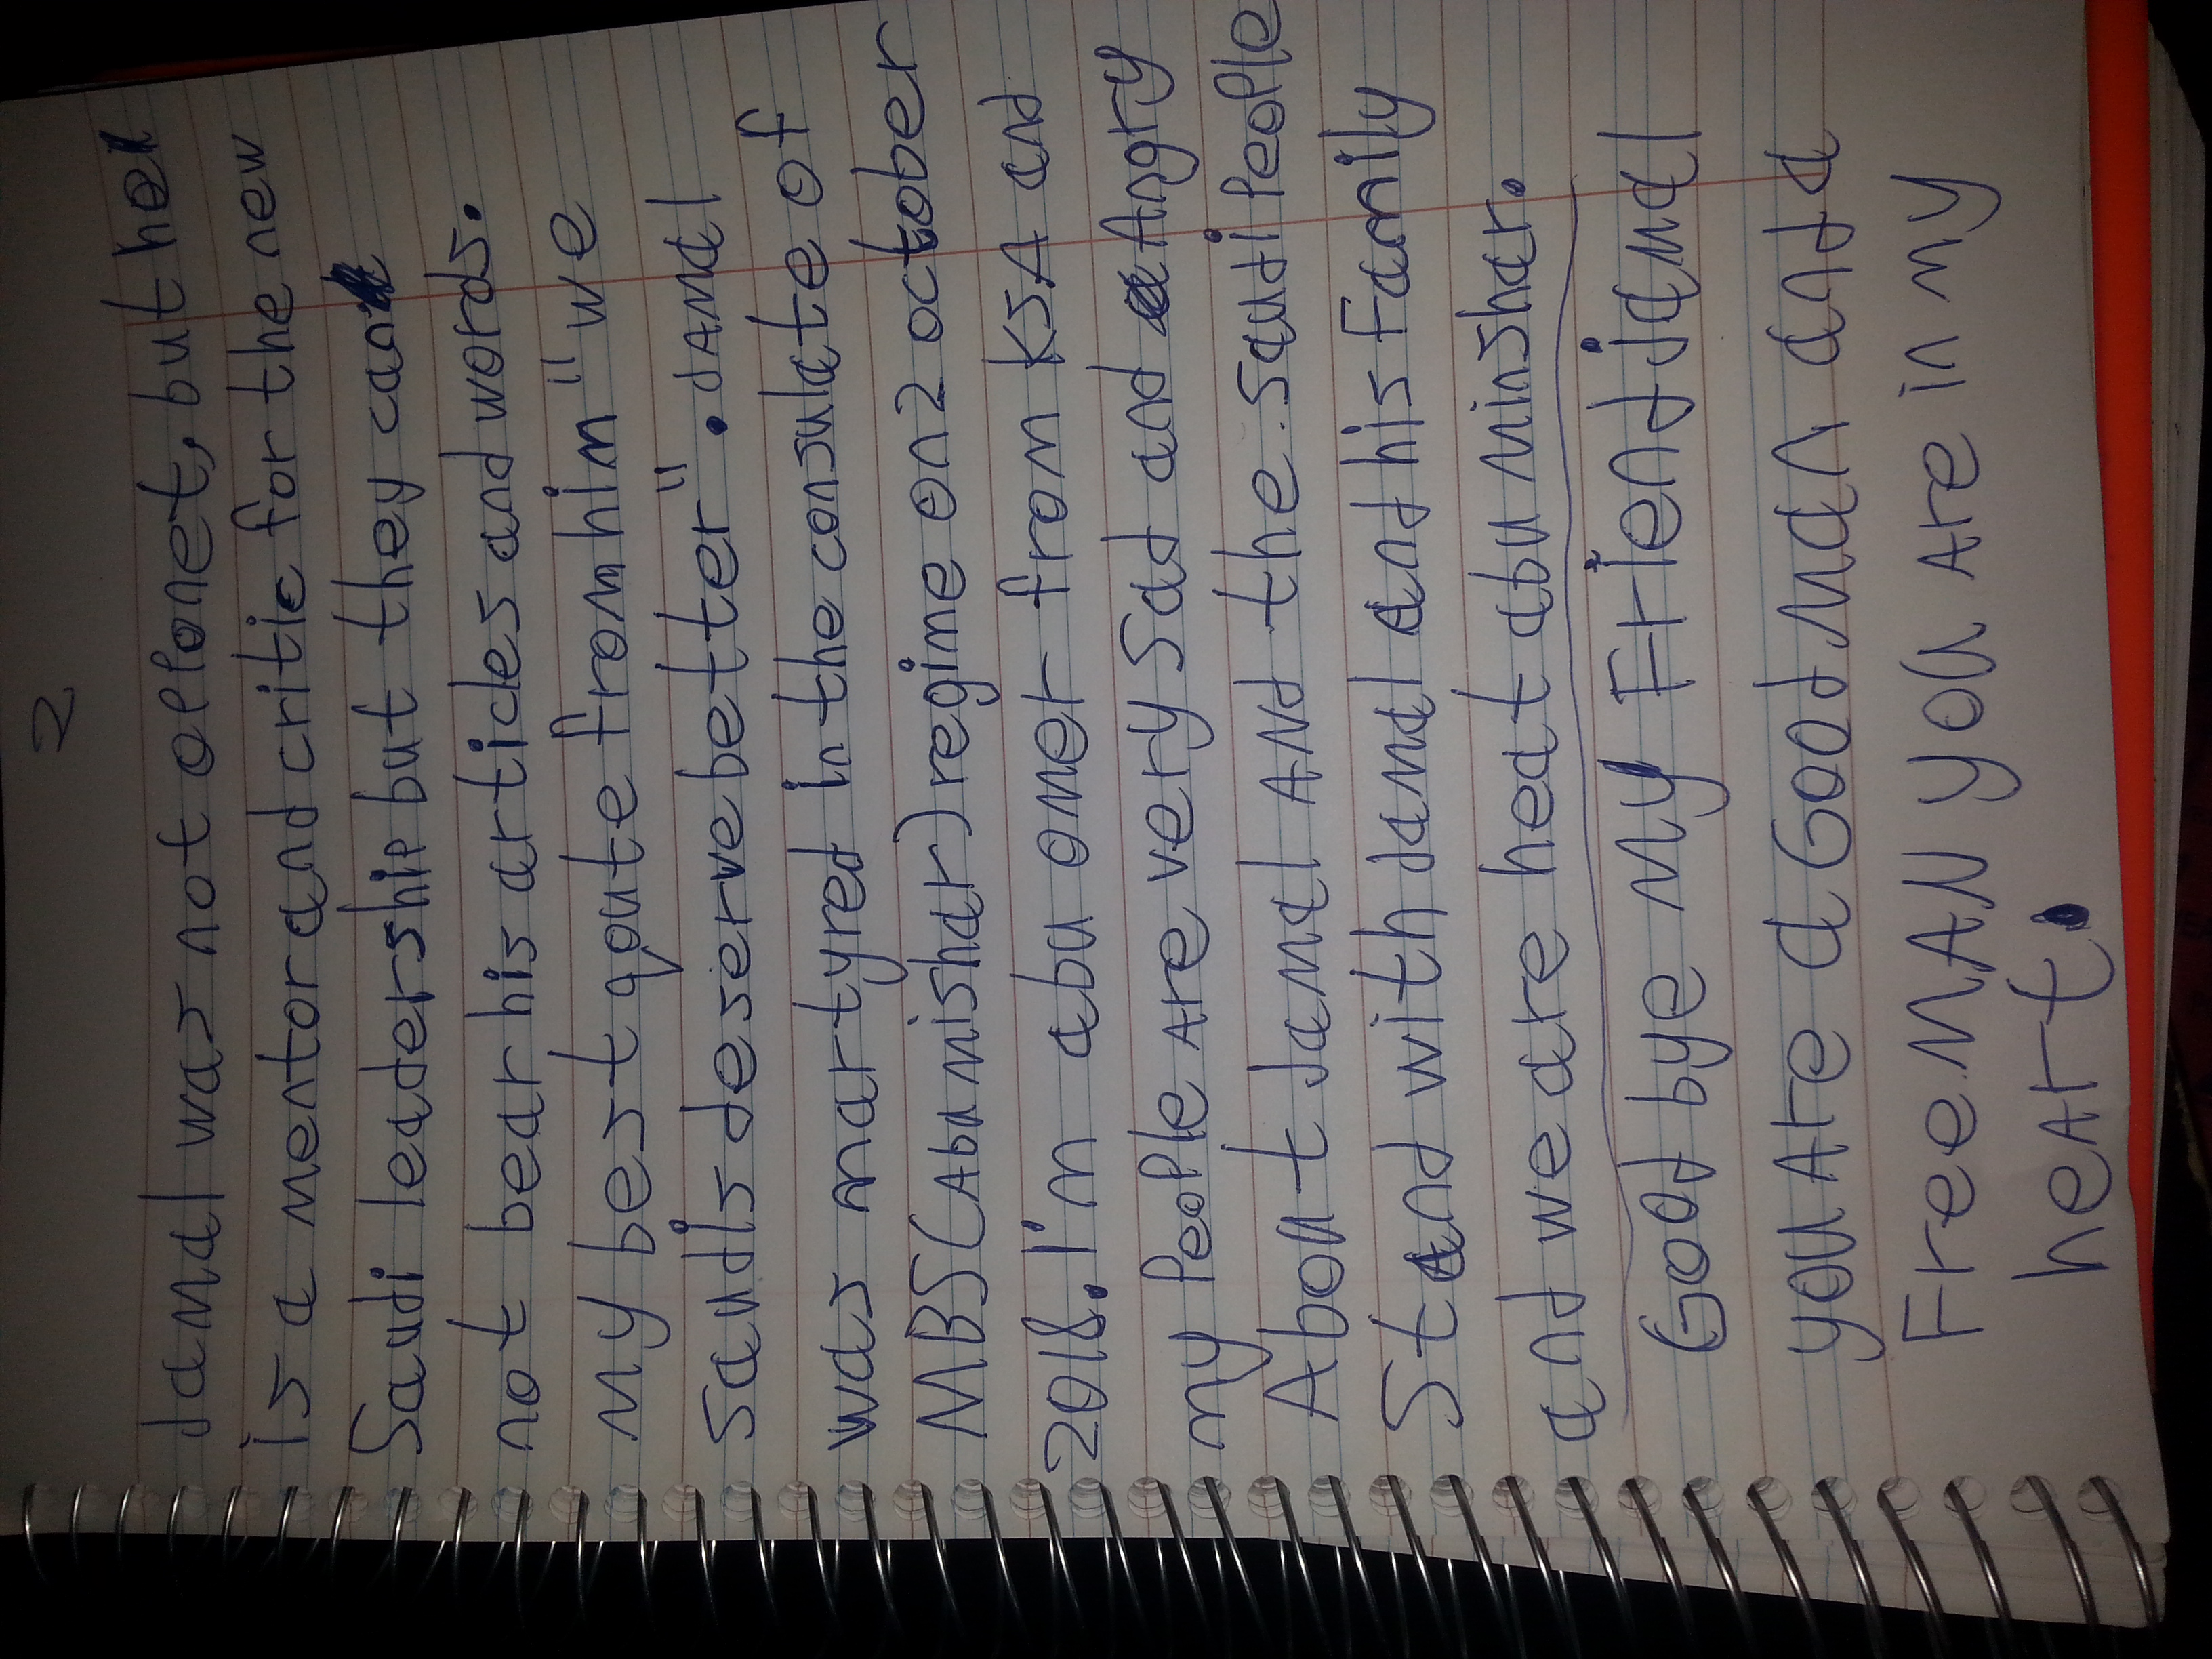 2
Jamal was not opponet, but he
is a mentor and critic for the new
Saudi leadership but they can
not bear his articles and words.
My best qoute from him "we
saudis deserve better". JAMAl
was martyred in the consulate of
MBS (Abu mishar) regime on 2 october
2018. I'm abu omer from KSA and
my People Are very sad and Angry
About Jamal ANd the saudi People
Stand with Jamal and his Family
and we are heat abu Minshar.
Good bye My Friend jamal
you Are a Good Man and a
Free MAN you Are in my
heArt.